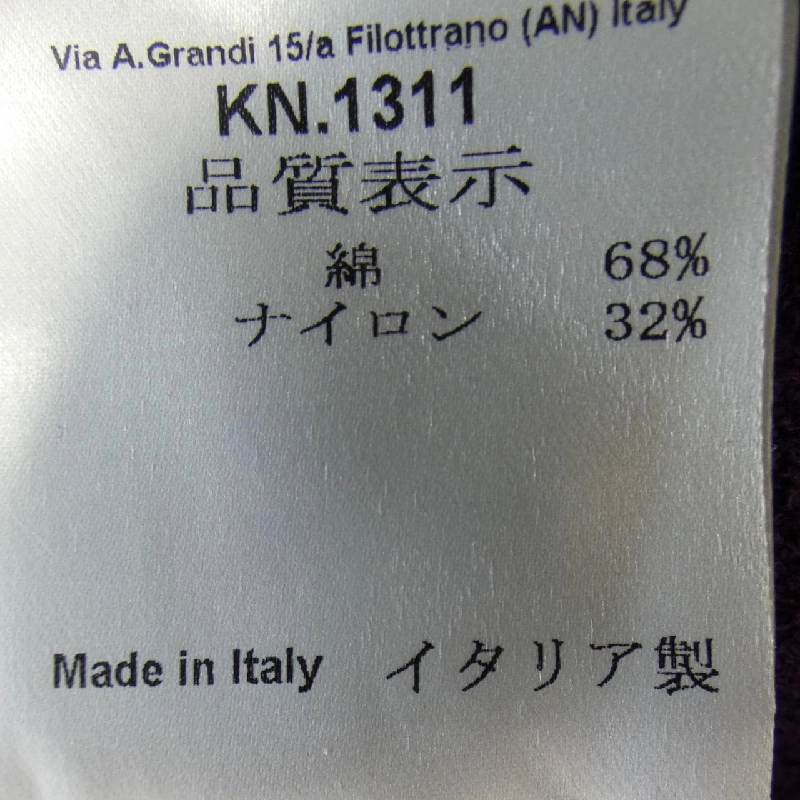 Via A.Grandi 15/a Filottrano (AN) Italy
KN.1311
品質表示
綿 68%
ナイロン 32%
Made in Italy イタリア製